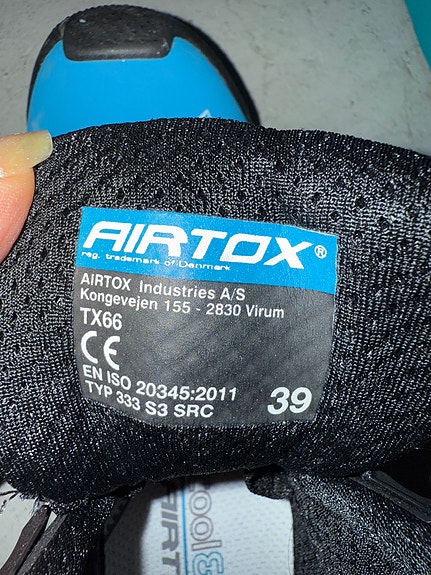 AIRTOX®
reg. trademark of Denmark
AIRTOX Industries A/S
Kongevejen 155 - 2830 Virum
TX66
CE
EN ISO 20345:2011
TYP 333 S3 SRC
39